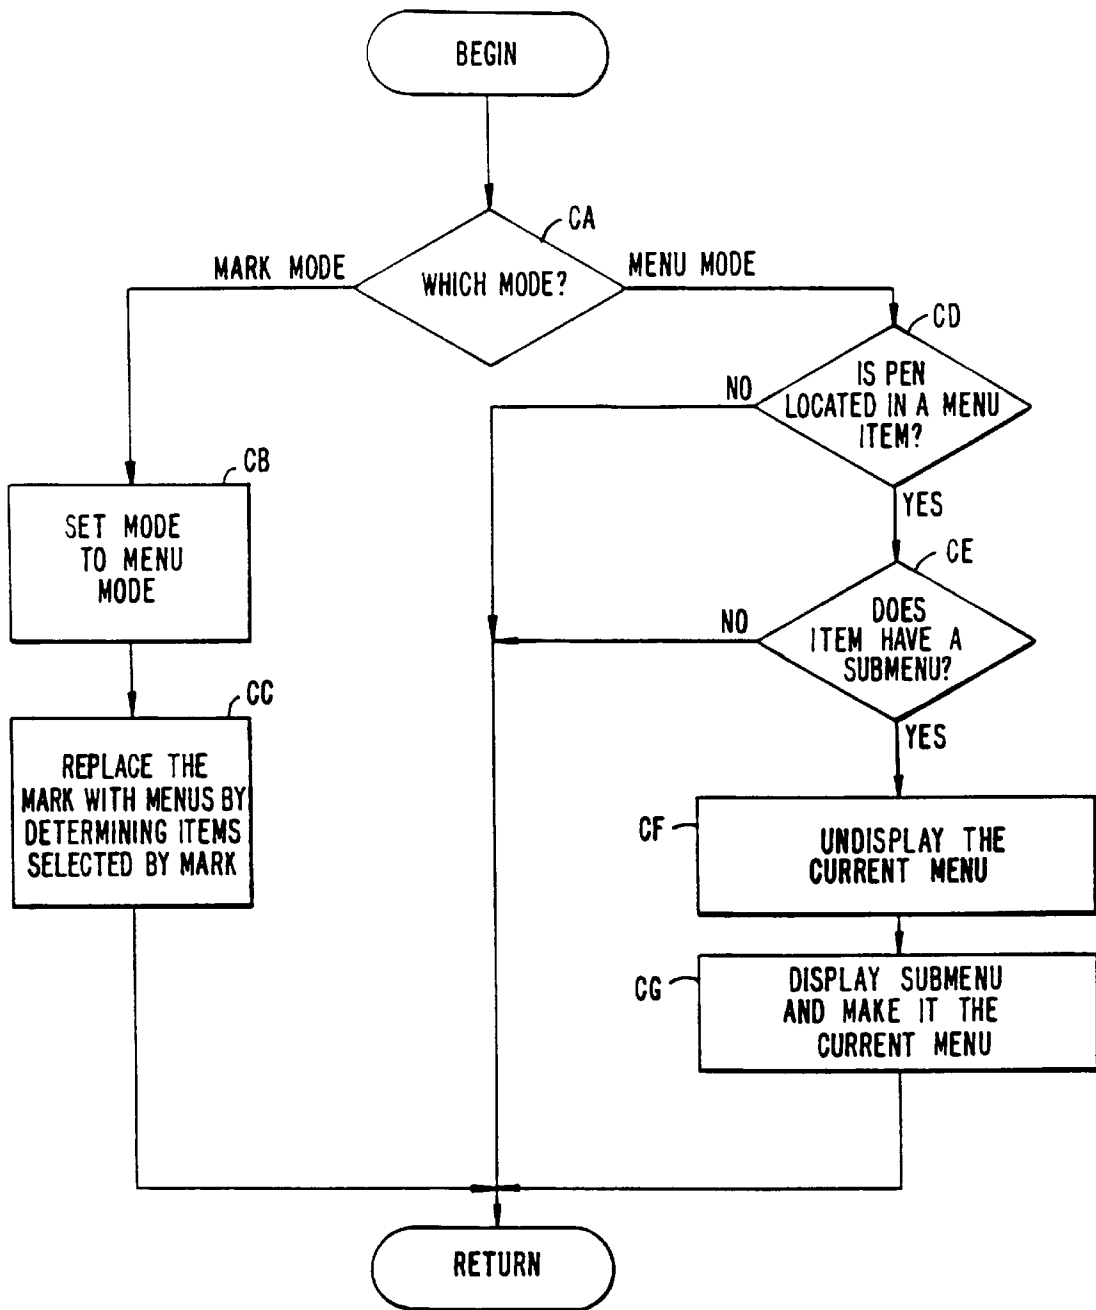 BEGIN
CA
MARK MODE
WHICH MODE?
MENU MODE
CD
IS PEN
LOCATED IN A MENU
ITEM?
NO
YES
CB
SET MODE
TO MENU
MODE
CE
DOES
ITEM HAVE A
SUBMENU?
NO
YES
CC
REPLACE THE
MARK WITH MENUS BY
DETERMINING ITEMS
SELECTED BY MARK
CF
UNDISPLAY THE
CURRENT MENU
CG
DISPLAY SUBMENU
AND MAKE IT THE
CURRENT MENU
RETURN